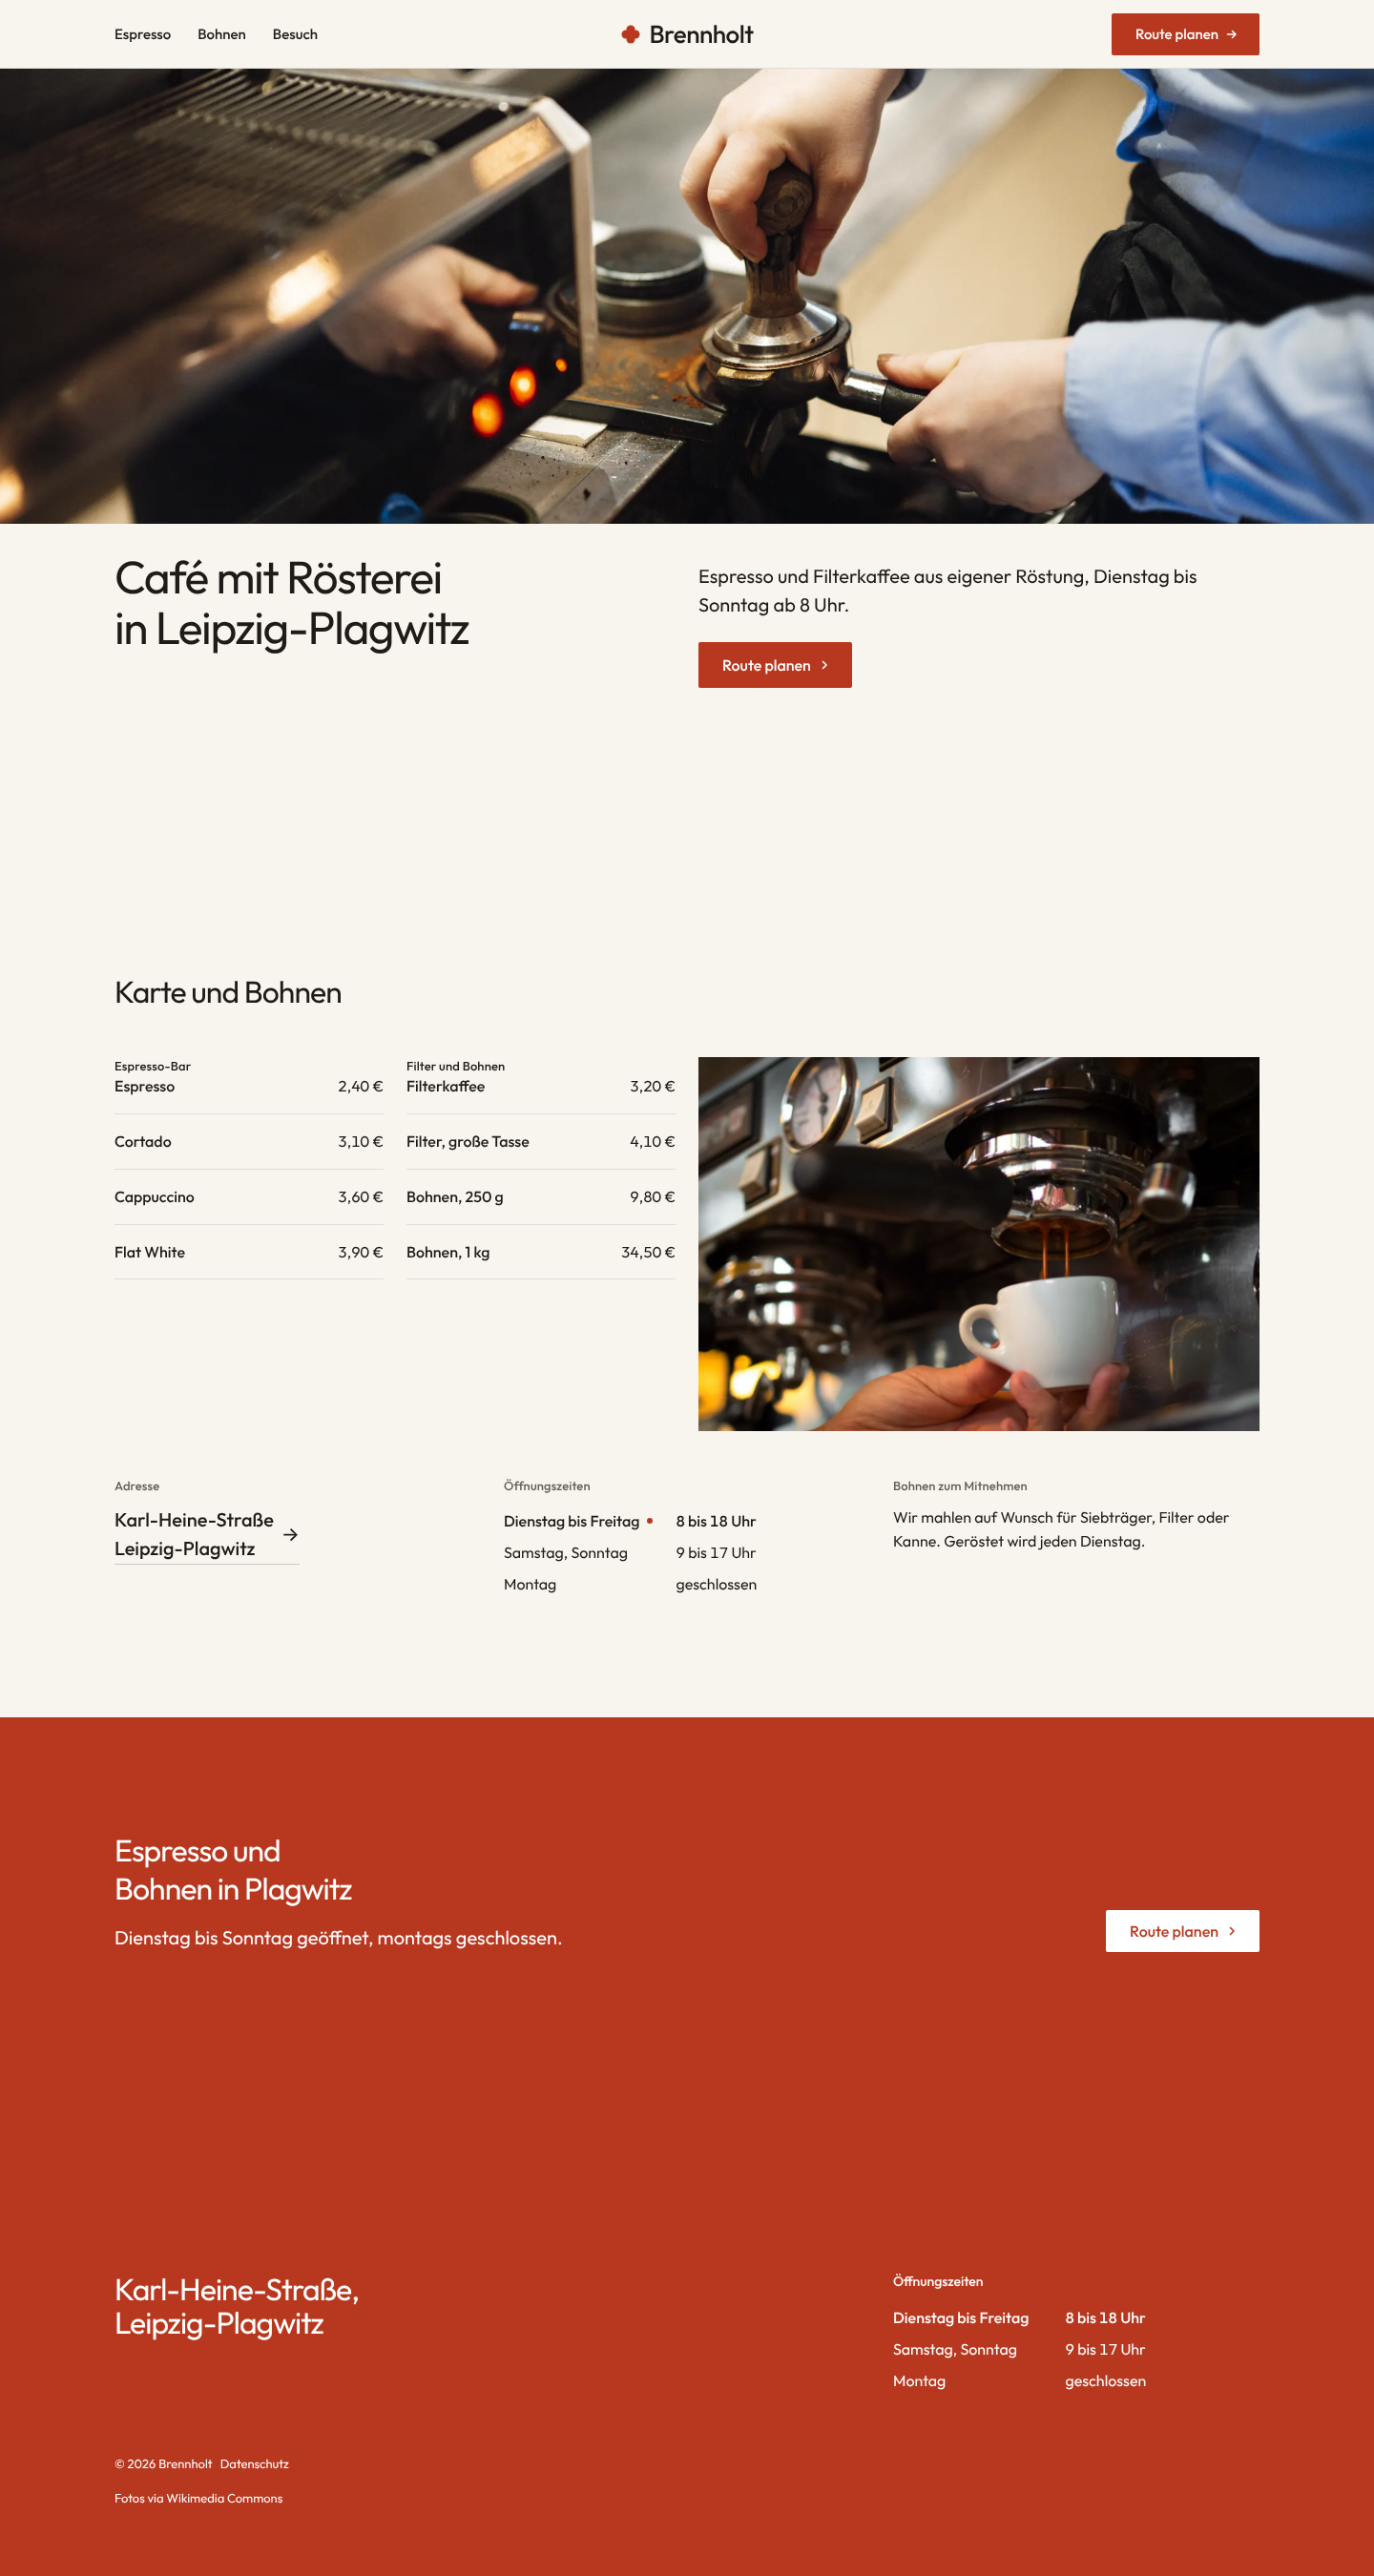 Espresso
Bohnen
Besuch
Brennholt
Route planen
Café mit Rösterei
in Leipzig-Plagwitz
Espresso und Filterkaffee aus eigener Röstung, Dienstag bis
Sonntag ab 8 Uhr.
Route planen
Karte und Bohnen
Espresso-Bar
Espresso 2,40 €
Cortado 3,10 €
Cappuccino 3,60 €
Flat White 3,90 €
Filter und Bohnen
Filterkaffee 3,20 €
Filter, große Tasse 4,10 €
Bohnen, 250 g 9,80 €
Bohnen, 1 kg 34,50 €
Adresse
Karl-Heine-Straße
Leipzig-Plagwitz
Öffnungszeiten
Dienstag bis Freitag 8 bis 18 Uhr
Samstag, Sonntag 9 bis 17 Uhr
Montag geschlossen
Bohnen zum Mitnehmen
Wir mahlen auf Wunsch für Siebträger, Filter oder
Kanne. Geröstet wird jeden Dienstag.
Espresso und
Bohnen in Plagwitz
Dienstag bis Sonntag geöffnet, montags geschlossen.
Route planen
Karl-Heine-Straße,
Leipzig-Plagwitz
Öffnungszeiten
Dienstag bis Freitag 8 bis 18 Uhr
Samstag, Sonntag 9 bis 17 Uhr
Montag geschlossen
© 2026 Brennholt Datenschutz
Fotos via Wikimedia Commons